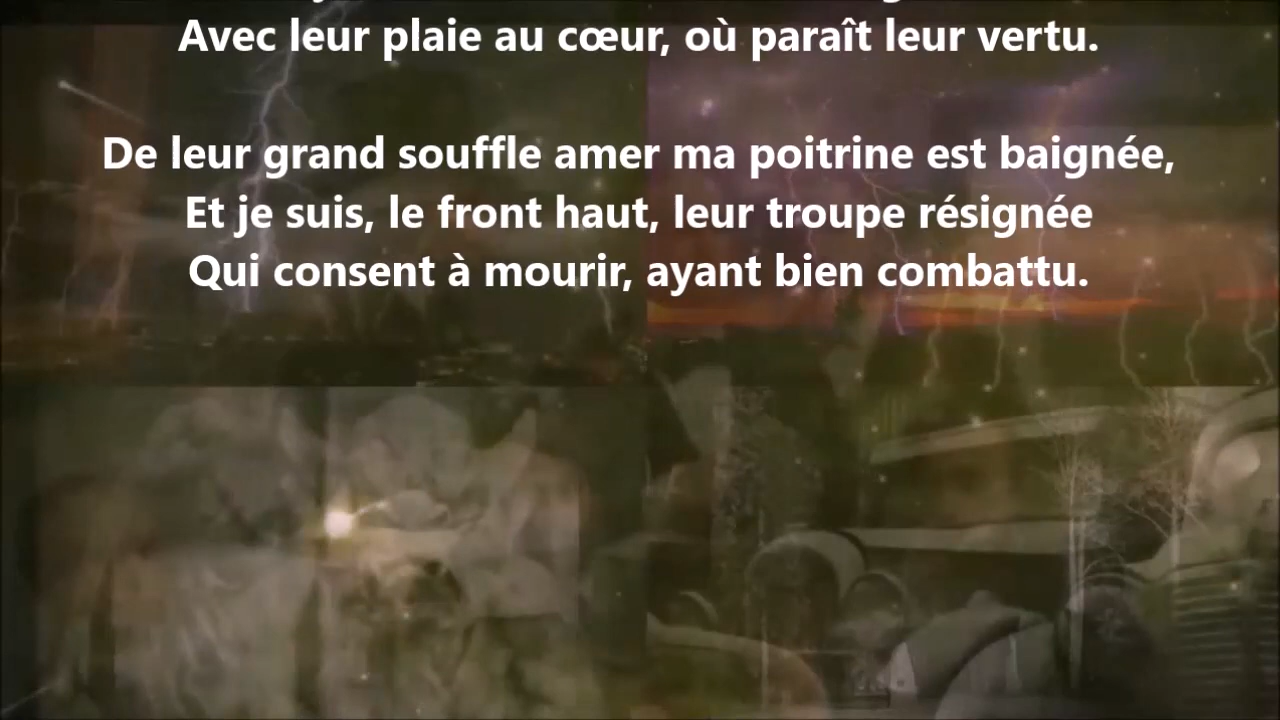 Avec leur plaie au cœur, où paraît leur vertu.
De leur grand souffle amer ma poitrine est baignée,
Et je suis, le front haut, leur troupe résignée
Qui consent à mourir, ayant bien combattu.